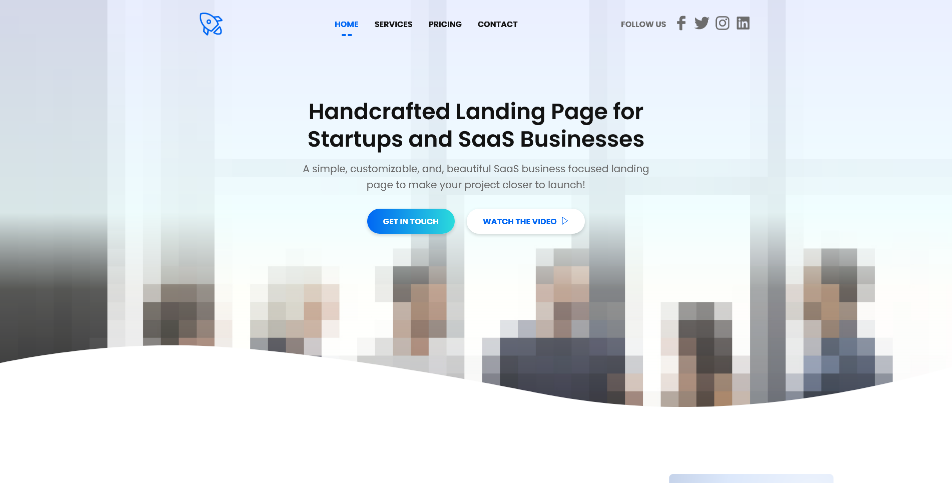 HOME SERVICES PRICING CONTACT FOLLOW US
Handcrafted Landing Page for
Startups and SaaS Businesses
A simple, customizable, and, beautiful SaaS business focused landing
page to make your project closer to launch!
GET IN TOUCH WATCH THE VIDEO